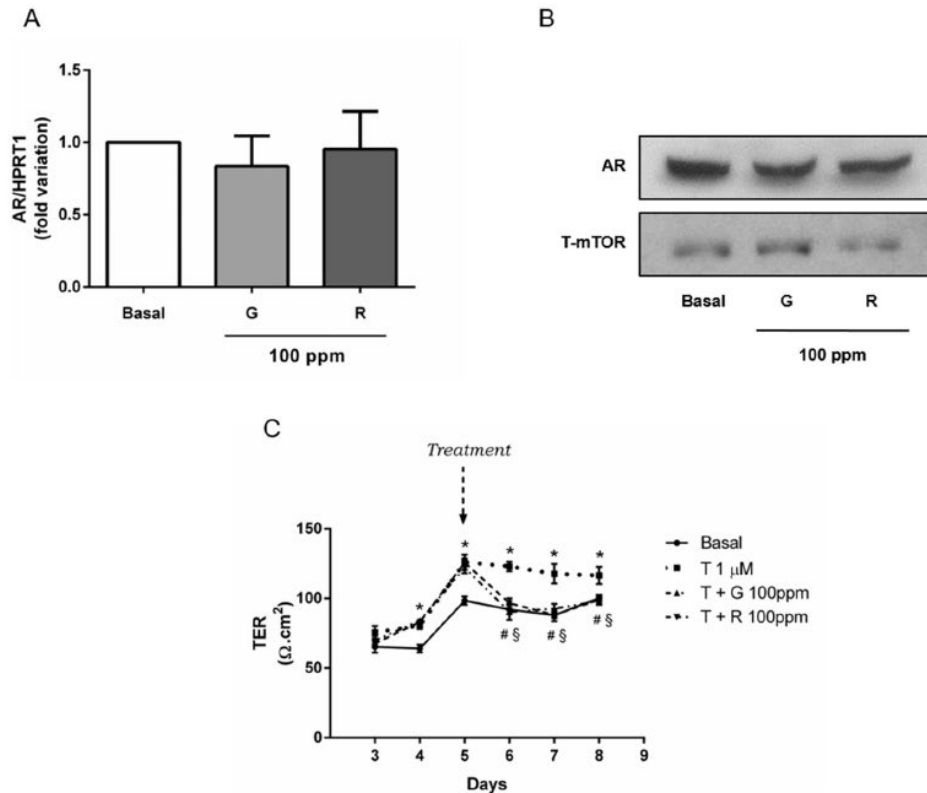 A
1.5
1.0
0.5
0.0
AR/HPRT1
(fold variation)
Basal
G
R
100 ppm
B
AR
T-mTOR
Basal
G
R
100 ppm
C
Treatment
150
100
50
0
TER
(Ω.cm²)
*
*
*
*
*
# §
# §
# §
3 4 5 6 7 8 9
Days
Basal
T 1 µM
T + G 100ppm
T + R 100ppm